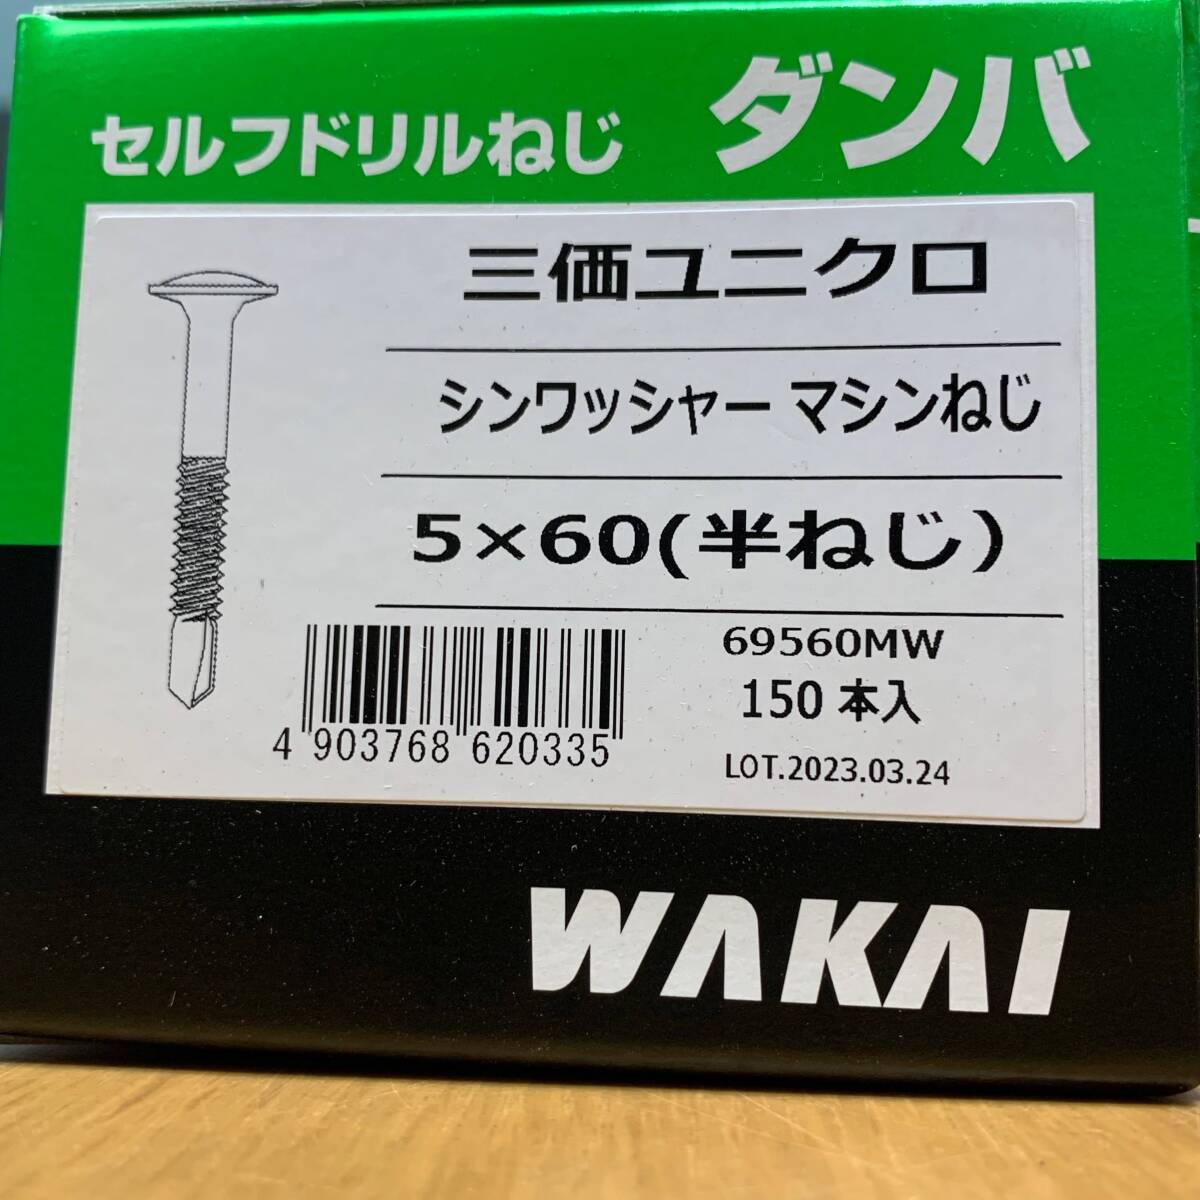 セルフドリルねじ ダンバ
三価ユニクロ
シンワッシャー マシンねじ
5×60(半ねじ)
69560MW
150 本入
LOT.2023.03.24
4 903768 620335
WAKAI